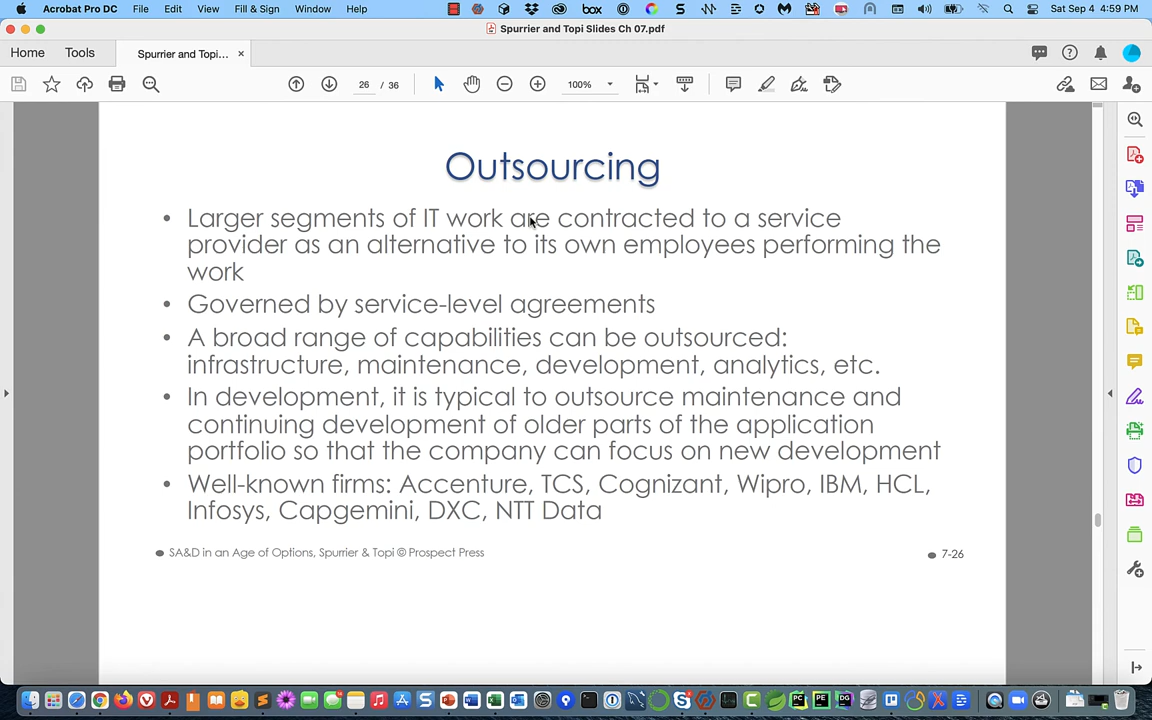 Acrobat Pro DC File Edit View Fill & Sign Window Help box Sat Sep 4 4:59 PM
Spurrier and Topi Slides Ch 07.pdf
Home Tools Spurrier and Topi... ×
26 / 36 100%
Outsourcing
• Larger segments of IT work are contracted to a service
provider as an alternative to its own employees performing the
work
• Governed by service-level agreements
• A broad range of capabilities can be outsourced:
infrastructure, maintenance, development, analytics, etc.
• In development, it is typical to outsource maintenance and
continuing development of older parts of the application
portfolio so that the company can focus on new development
• Well-known firms: Accenture, TCS, Cognizant, Wipro, IBM, HCL,
Infosys, Capgemini, DXC, NTT Data
● SA&D in an Age of Options, Spurrier & Topi © Prospect Press ● 7-26